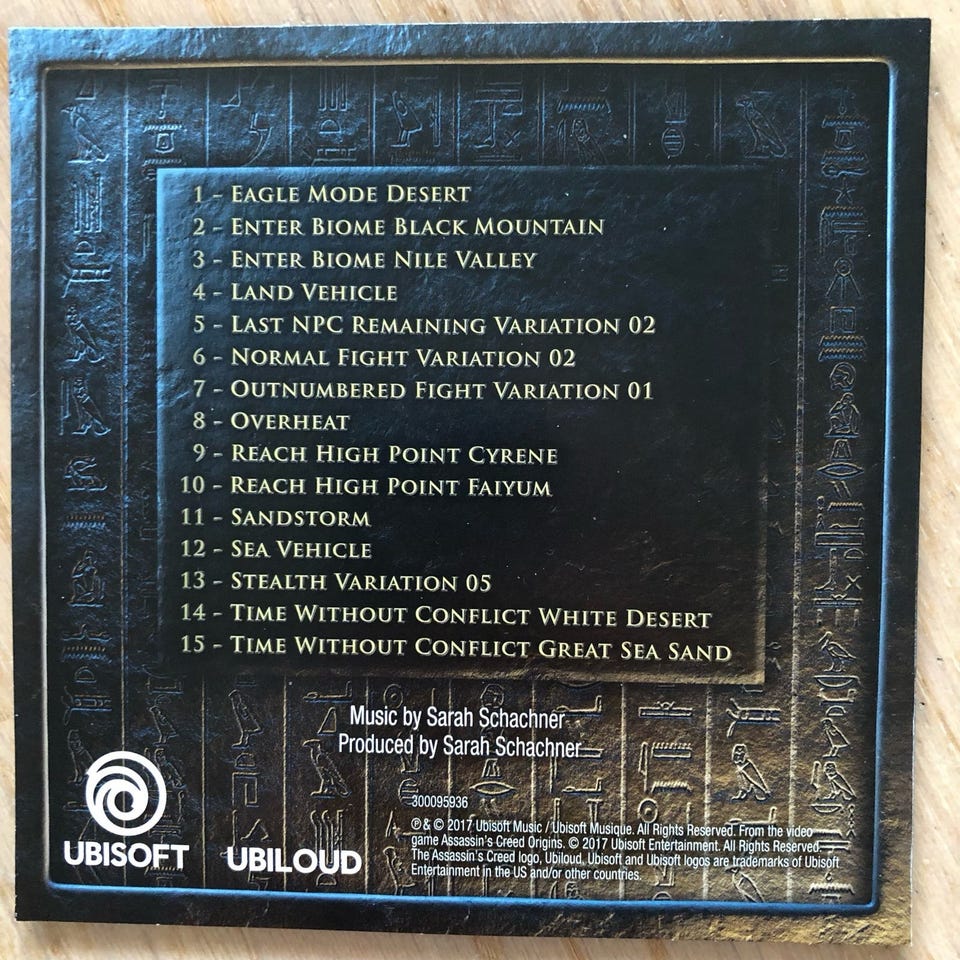 1 - Eagle Mode Desert
2 - Enter Biome Black Mountain
3 - Enter Biome Nile Valley
4 - Land Vehicle
5 - Last NPC Remaining Variation 02
6 - Normal Fight Variation 02
7 - Outnumbered Fight Variation 01
8 - Overheat
9 - Reach High Point Cyrene
10 - Reach High Point Faiyum
11 - Sandstorm
12 - Sea Vehicle
13 - Stealth Variation 05
14 - Time Without Conflict White Desert
15 - Time Without Conflict Great Sea Sand
Music by Sarah Schachner
Produced by Sarah Schachner
UBISOFT
UBILOUD
300095936
℗ & © 2017 Ubisoft Music / Ubisoft Musique. All Rights Reserved. From the video
game Assassin's Creed Origins. © 2017 Ubisoft Entertainment. All Rights Reserved.
The Assassin's Creed logo, Ubiloud, Ubisoft and Ubisoft logos are trademarks of Ubisoft
Entertainment in the US and/or other countries.